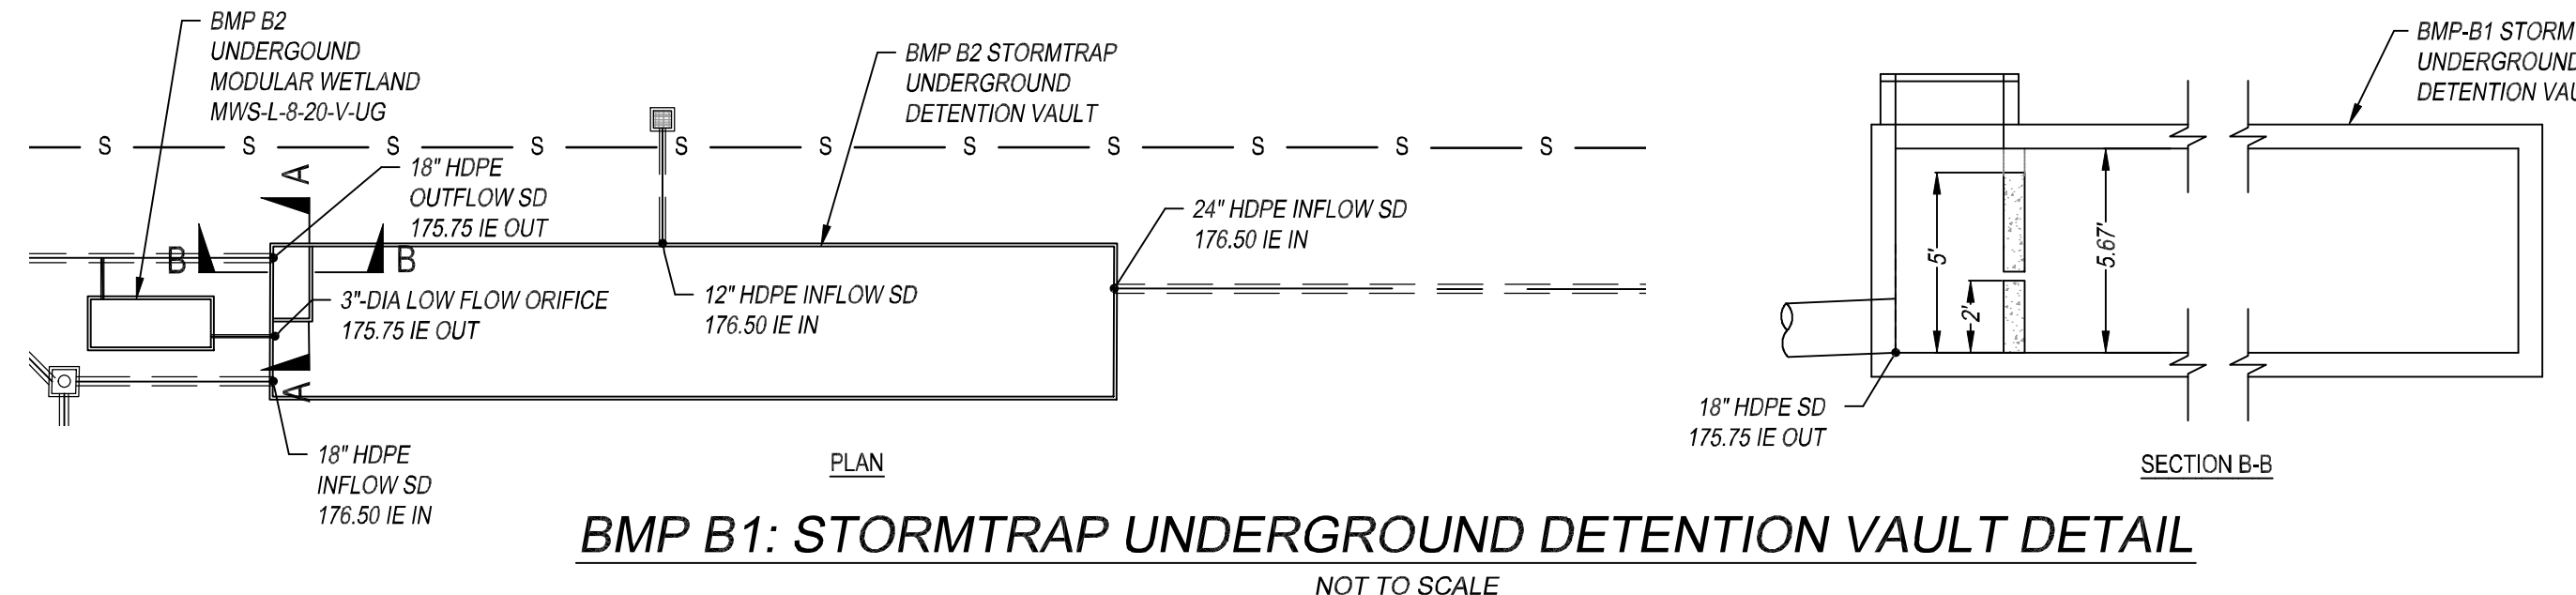 BMP B2
UNDERGOUND
MODULAR WETLAND
MWS-L-8-20-V-UG
BMP B2 STORMTRAP
UNDERGROUND
DETENTION VAULT
S S S S S S S S S S S
A
18" HDPE
OUTFLOW SD
175.75 IE OUT
B B
24" HDPE INFLOW SD
176.50 IE IN
3"-DIA LOW FLOW ORIFICE
175.75 IE OUT
12" HDPE INFLOW SD
176.50 IE IN
A
18" HDPE
INFLOW SD
176.50 IE IN
PLAN
BMP-B1 STORM
UNDERGROUND
DETENTION VAU
5'
2'
5.67'
18" HDPE SD
175.75 IE OUT
SECTION B-B
BMP B1: STORMTRAP UNDERGROUND DETENTION VAULT DETAIL
NOT TO SCALE